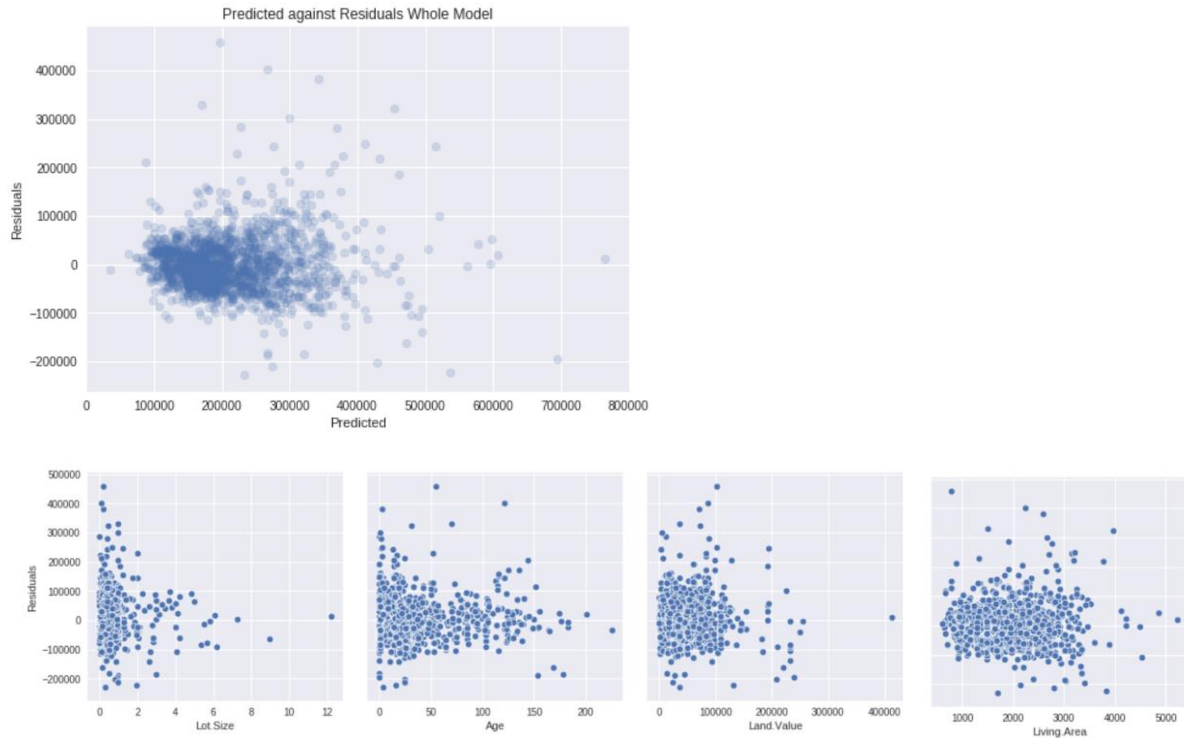 Predicted against Residuals Whole Model
400000
300000
200000
100000
0
−100000
−200000
Residuals
0 100000 200000 300000 400000 500000 600000 700000 800000
Predicted
500000
400000
300000
200000
100000
0
−100000
−200000
Residuals
0 2 4 6 8 10 12
Lot.Size
0 50 100 150 200
Age
0 100000 200000 300000 400000
Land.Value
1000 2000 3000 4000 5000
Living.Area